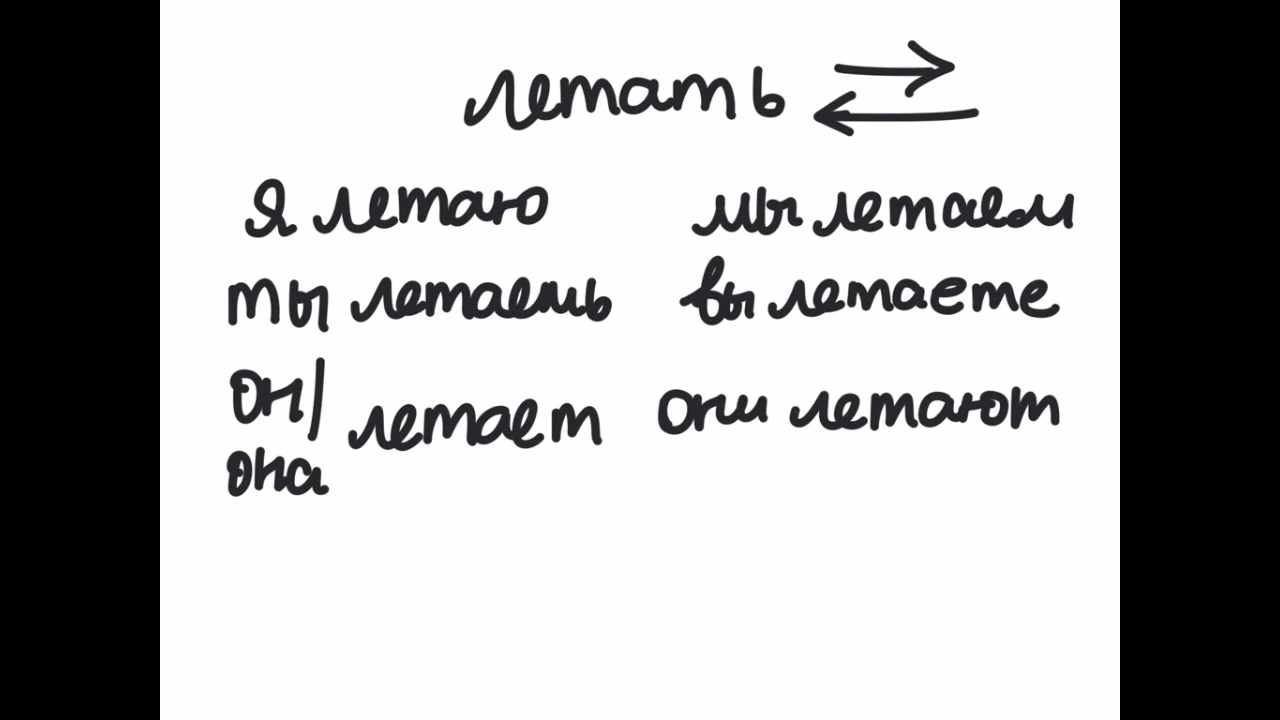 летать
я летаю мы летаем
ты летаешь вы летаете
он/ летает они летают
она